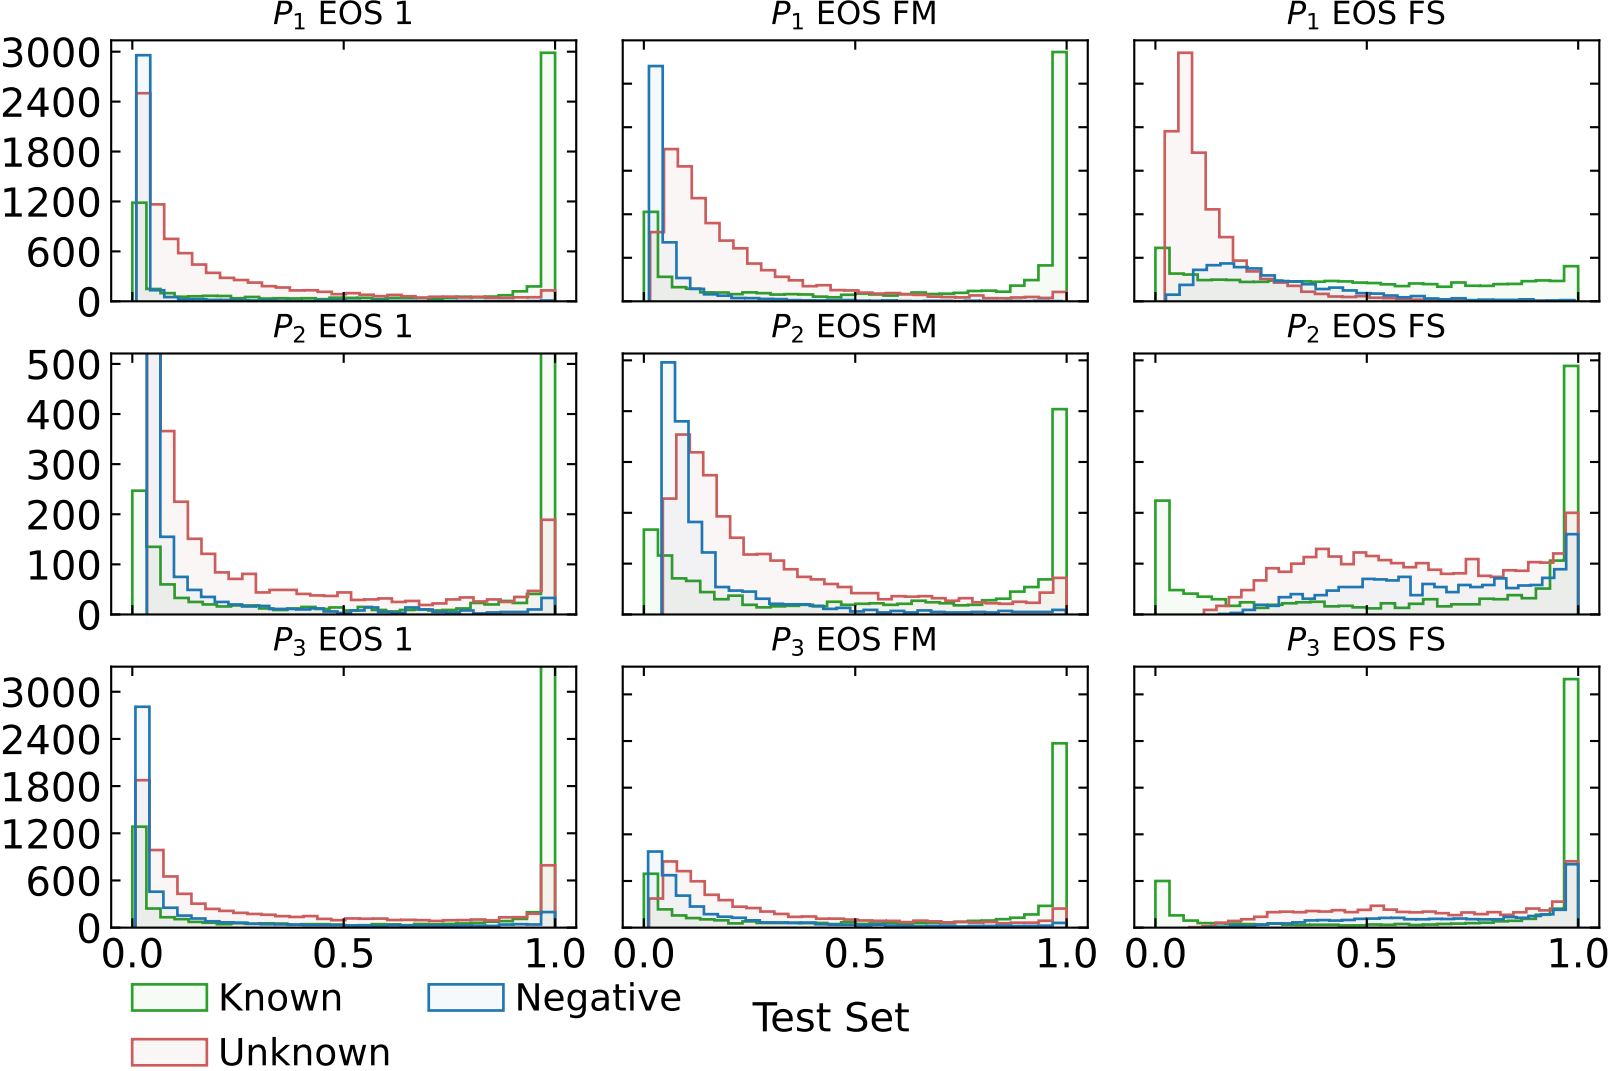 P1 EOS 1
P1 EOS FM
P1 EOS FS
3000
2400
1800
1200
600
0
P2 EOS 1
P2 EOS FM
P2 EOS FS
500
400
300
200
100
0
P3 EOS 1
P3 EOS FM
P3 EOS FS
3000
2400
1800
1200
600
0
0.0 0.5 1.0
0.0 0.5 1.0
0.0 0.5 1.0
Known
Negative
Unknown
Test Set